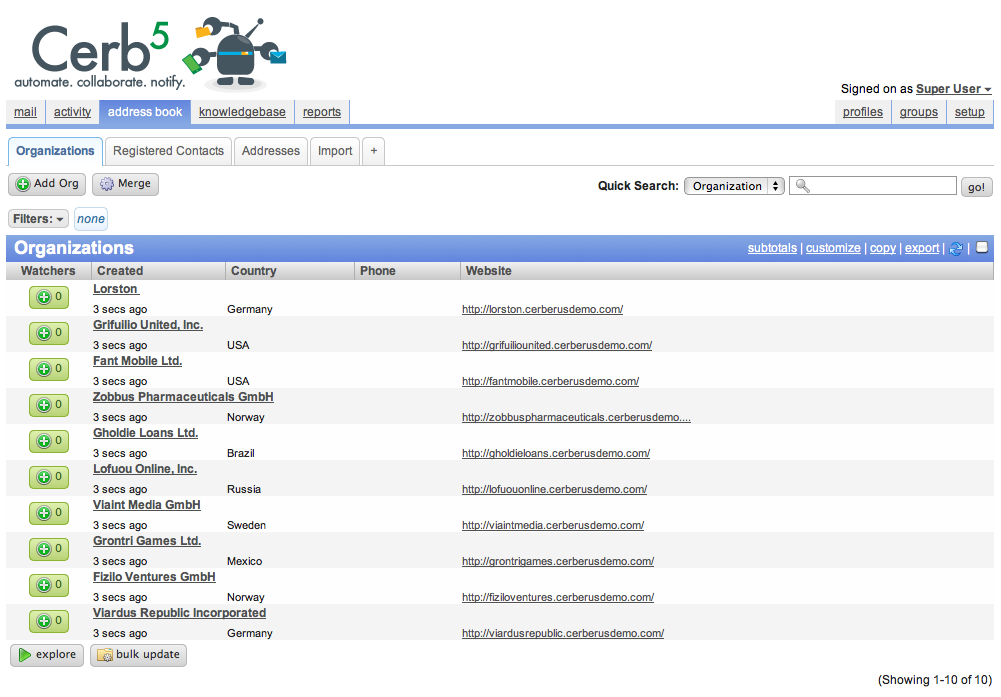 Cerb5
automate. collaborate. notify.
Signed on as Super User
mail activity address book knowledgebase reports profiles groups setup
Organizations Registered Contacts Addresses Import +
Add Org Merge Quick Search: Organization go!
Filters: none
Organizations subtotals | customize | copy | export | |
Watchers Created Country Phone Website
Lorston
0
3 secs ago Germany http://lorston.cerberusdemo.com/
Grifuilio United, Inc.
0
3 secs ago USA http://grifuiliounited.cerberusdemo.com/
Fant Mobile Ltd.
0
3 secs ago USA http://fantmobile.cerberusdemo.com/
Zobbus Pharmaceuticals GmbH
0
3 secs ago Norway http://zobbuspharmaceuticals.cerberusdemo....
Gholdie Loans Ltd.
0
3 secs ago Brazil http://gholdieloans.cerberusdemo.com/
Lofuou Online, Inc.
0
3 secs ago Russia http://lofuouonline.cerberusdemo.com/
Viaint Media GmbH
0
3 secs ago Sweden http://viaintmedia.cerberusdemo.com/
Grontri Games Ltd.
0
3 secs ago Mexico http://grontrigames.cerberusdemo.com/
Fizilo Ventures GmbH
0
3 secs ago Norway http://fiziloventures.cerberusdemo.com/
Viardus Republic Incorporated
0
3 secs ago Germany http://viardusrepublic.cerberusdemo.com/
explore bulk update
(Showing 1-10 of 10)